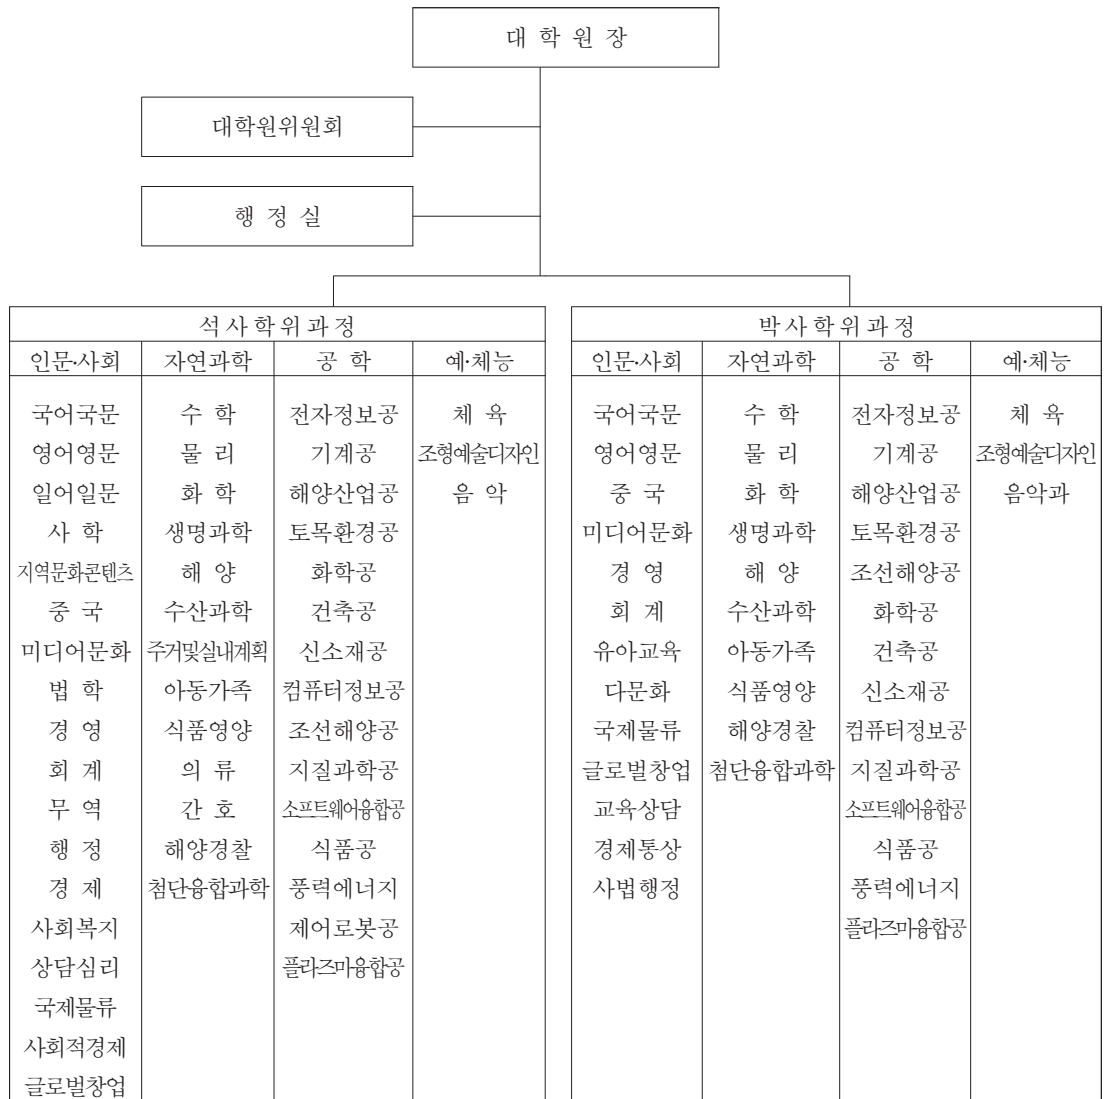 대 학 원 장
대학원위원회
행 정 실
석 사 학 위 과 정
인문·사회 자연과학 공 학 예·체능
국어국문 수 학 전자정보공 체 육
영어영문 물 리 기계공 조형예술디자인
일어일문 화 학 해양산업공 음 악
사 학 생명과학 토목환경공
지역문화콘텐츠 해 양 화학공
중 국 수산과학 건축공
미디어문화 주거및실내계획 신소재공
법 학 아동가족 컴퓨터정보공
경 영 식품영양 조선해양공
회 계 의 류 지질과학공
무 역 간 호 소프트웨어융합공
행 정 해양경찰 식품공
경 제 첨단융합과학 풍력에너지
사회복지 제어로봇공
상담심리 플라즈마융합공
국제물류
사회적경제
글로벌창업
박 사 학 위 과 정
인문·사회 자연과학 공 학 예·체능
국어국문 수 학 전자정보공 체 육
영어영문 물 리 기계공 조형예술디자인
중 국 화 학 해양산업공 음악과
미디어문화 생명과학 토목환경공
경 영 해 양 조선해양공
회 계 수산과학 화학공
유아교육 아동가족 건축공
다문화 식품영양 신소재공
국제물류 해양경찰 컴퓨터정보공
글로벌창업 첨단융합과학 지질과학공
교육상담 소프트웨어융합공
경제통상 식품공
사법행정 풍력에너지
플라즈마융합공